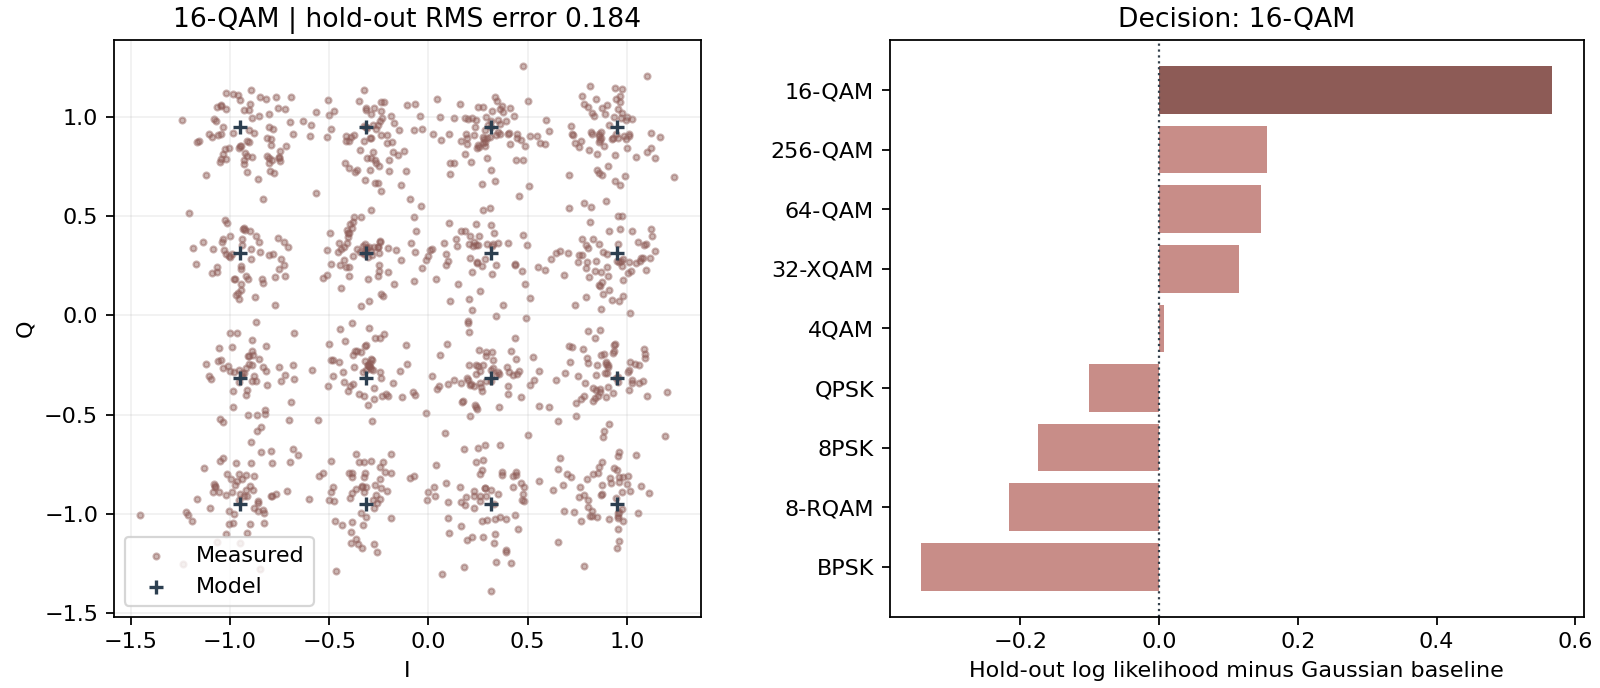 16-QAM | hold-out RMS error 0.184
1.0
0.5
0.0
−0.5
−1.0
−1.5
Q
Measured
Model
−1.5
−1.0
−0.5
0.0
0.5
1.0
I
Decision: 16-QAM
16-QAM
256-QAM
64-QAM
32-XQAM
4QAM
QPSK
8PSK
8-RQAM
BPSK
−0.2
0.0
0.2
0.4
0.6
Hold-out log likelihood minus Gaussian baseline